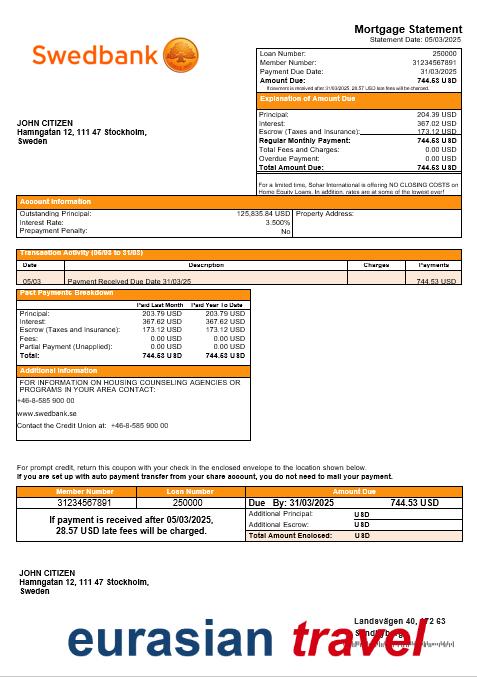 Mortgage Statement
Statement Date: 05/03/2025
Swedbank
Loan Number: 250000
Member Number: 31234567891
Payment Due Date: 31/03/2025
Amount Due: 744.53 USD
If payment is received after 31/03/2025, 28.57 USD late fees will be charged.
Explanation of Amount Due
Principal: 204.39 USD
Interest: 367.02 USD
Escrow (Taxes and Insurance): 173.12 USD
Regular Monthly Payment: 744.53 USD
Total Fees and Charges: 0.00 USD
Overdue Payment: 0.00 USD
Total Amount Due: 744.53 USD
For a limited time, Sohar International is offering NO CLOSING COSTS on
Home Equity Loans. In addition, rates are at some of the lowest ever!
JOHN CITIZEN
Hamngatan 12, 111 47 Stockholm,
Sweden
Account Information
Outstanding Principal: 125,835.84 USD Property Address:
Interest Rate: 3.500%
Prepayment Penalty: No
Transaction Activity (05/03 to 31/03)
Date Description Charges Payments
05/03 Payment Received Due Date 31/03/25 744.53 USD
Past Payments Breakdown
Paid Last Month Paid Year To Date
Principal: 203.79 USD 203.79 USD
Interest: 367.62 USD 367.62 USD
Escrow (Taxes and Insurance): 173.12 USD 173.12 USD
Fees: 0.00 USD 0.00 USD
Partial Payment (Unapplied): 0.00 USD 0.00 USD
Total: 744.53 USD 744.53 USD
Additional Information
FOR INFORMATION ON HOUSING COUNSELING AGENCIES OR
PROGRAMS IN YOUR AREA CONTACT:
+46-8-585 900 00
www.swedbank.se
Contact the Credit Union at: +46-8-585 900 00
For prompt credit, return this coupon with your check in the enclosed envelope to the location shown below.
If you are set up with auto payment transfer from your share account, you do not need to mail your payment.
Member Number Loan Number Amount Due
31234567891 250000 Due By: 31/03/2025 744.53 USD
If payment is received after 05/03/2025,
28.57 USD late fees will be charged.
Additional Principal: USD
Additional Escrow: USD
Total Amount Enclosed: USD
JOHN CITIZEN
Hamngatan 12, 111 47 Stockholm,
Sweden
Landsvägen 40, 172 63
Sundbyberg
eurasian travel